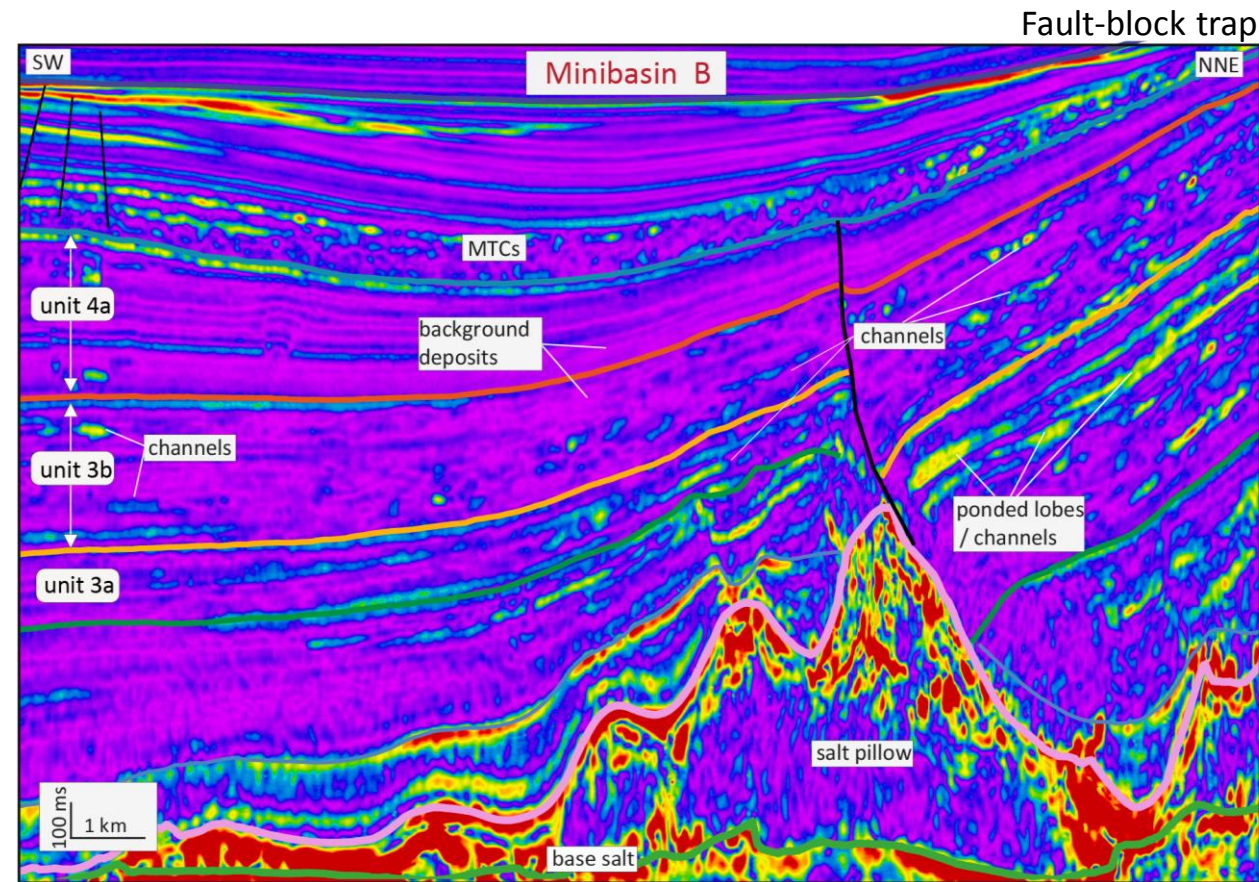 Fault-block trap
SW
Minibasin B
NNE
MTCs
unit 4a
background
deposits
channels
channels
unit 3b
ponded lobes
/ channels
unit 3a
salt pillow
100 ms
1 km
base salt